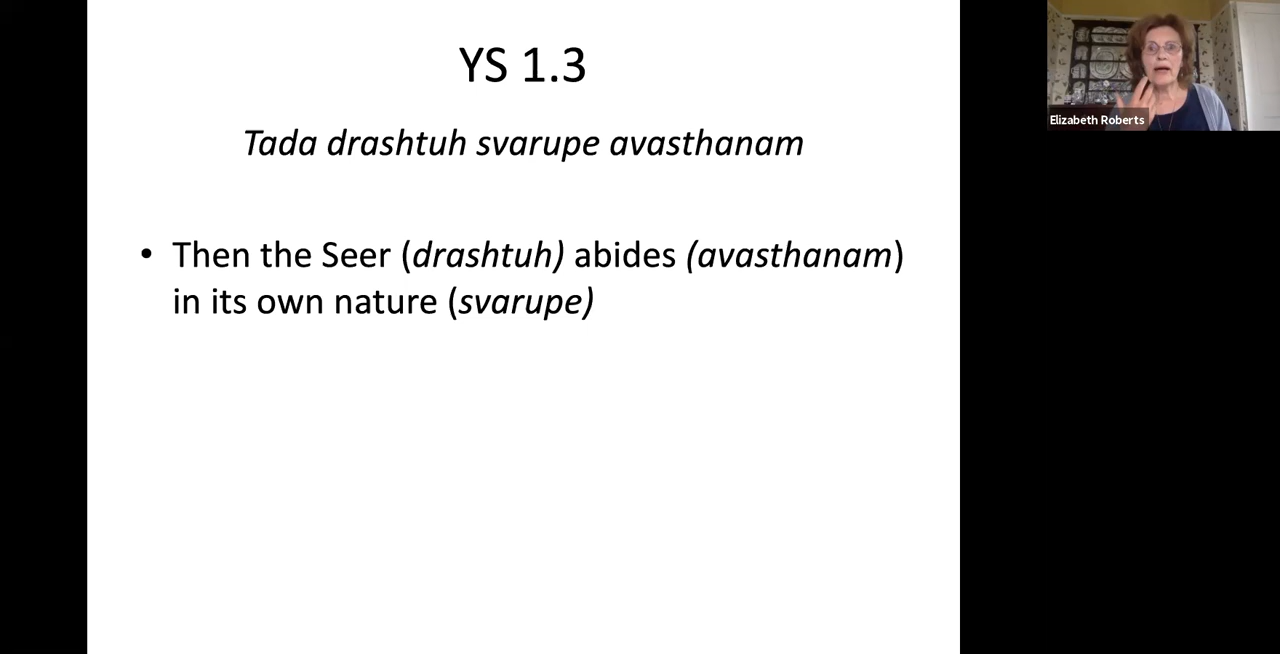 YS 1.3
Tada drashtuh svarupe avasthanam
• Then the Seer (drashtuh) abides (avasthanam)
in its own nature (svarupe)
Elizabeth Roberts